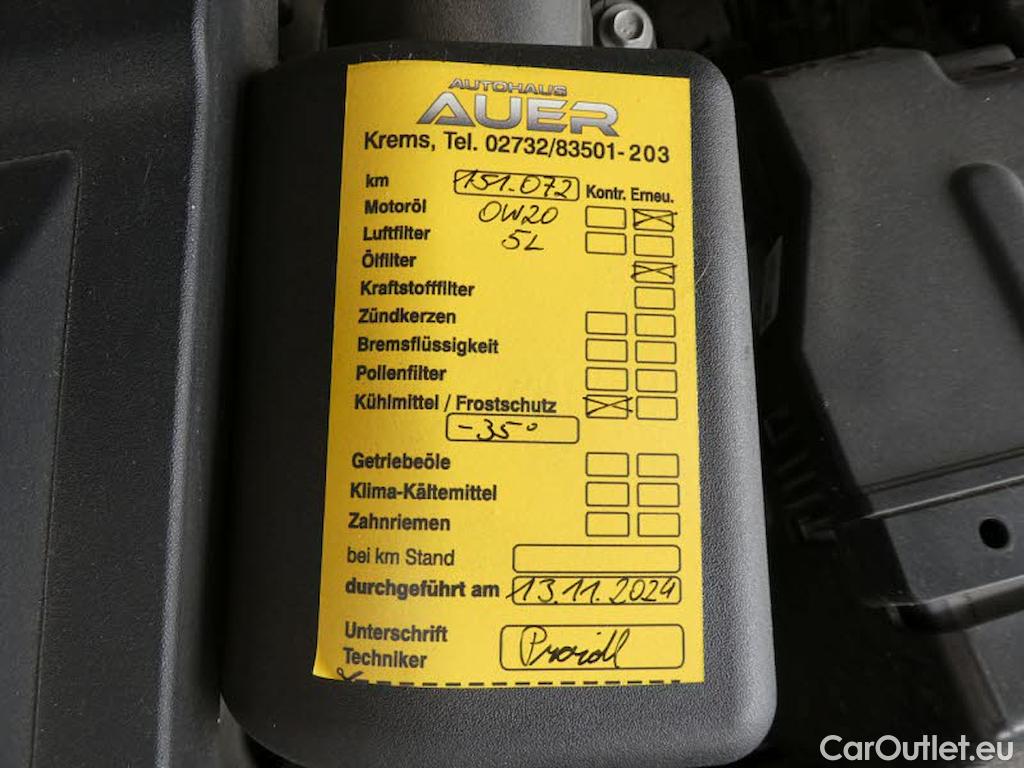 AUTOHAUS
AUER
Krems, Tel. 02732/83501-203
km 151.072 Kontr. Erneu.
Motoröl 0W20
Luftfilter 5L
Ölfilter
Kraftstofffilter
Zündkerzen
Bremsflüssigkeit
Pollenfilter
Kühlmittel / Frostschutz
-35°
Getriebeöle
Klima-Kältemittel
Zahnriemen
bei km Stand
durchgeführt am 13.11.2024
Unterschrift
Techniker
CarOutlet.eu